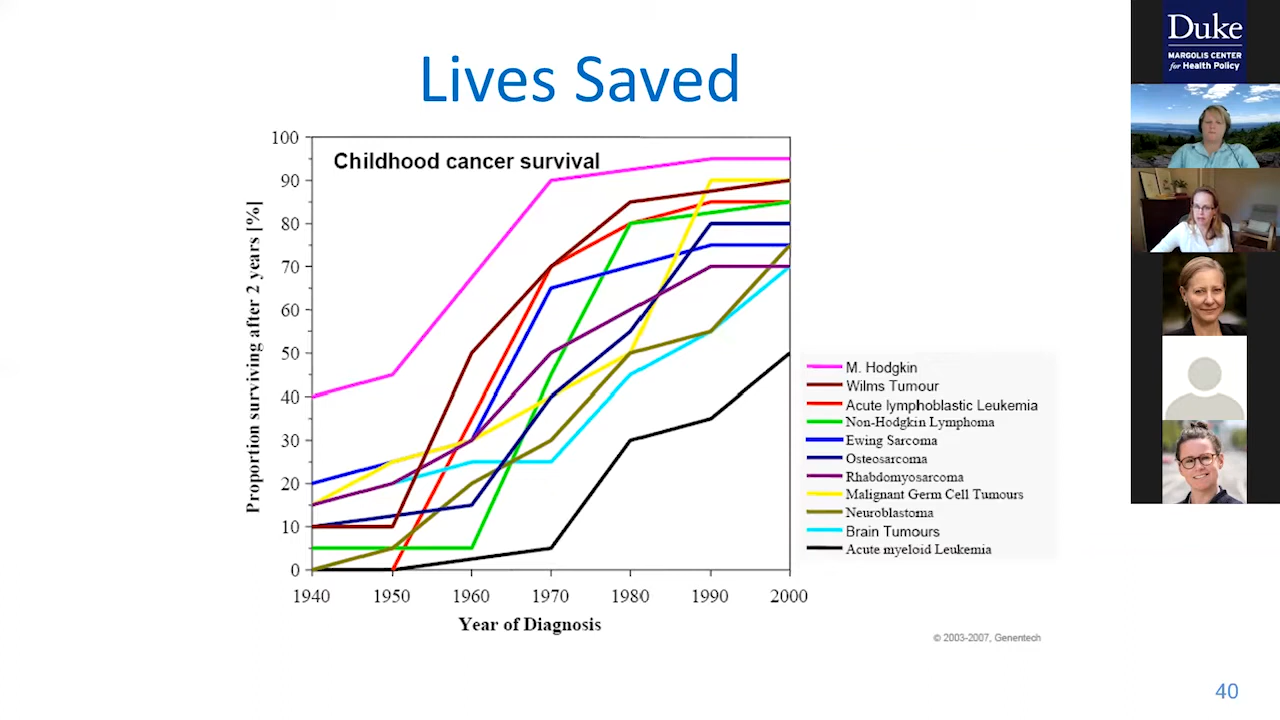 Lives Saved
Childhood cancer survival
Proportion surviving after 2 years [%]
100
90
80
70
60
50
40
30
20
10
0
1940 1950 1960 1970 1980 1990 2000
Year of Diagnosis
M. Hodgkin
Wilms Tumour
Acute lymphoblastic Leukemia
Non-Hodgkin Lymphoma
Ewing Sarcoma
Osteosarcoma
Rhabdomyosarcoma
Malignant Germ Cell Tumours
Neuroblastoma
Brain Tumours
Acute myeloid Leukemia
© 2003-2007, Genentech
40
Duke
MARGOLIS CENTER
for Health Policy